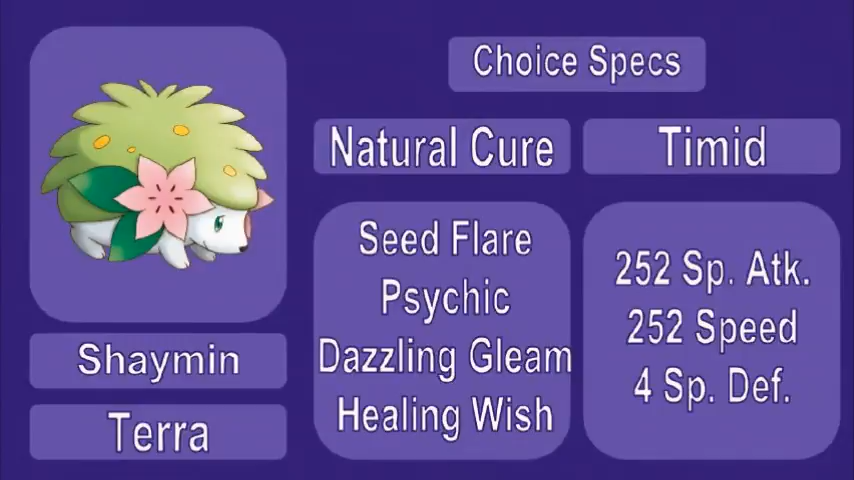 Choice Specs
Natural Cure
Timid
Seed Flare
Psychic
Dazzling Gleam
Healing Wish
252 Sp. Atk.
252 Speed
4 Sp. Def.
Shaymin
Terra